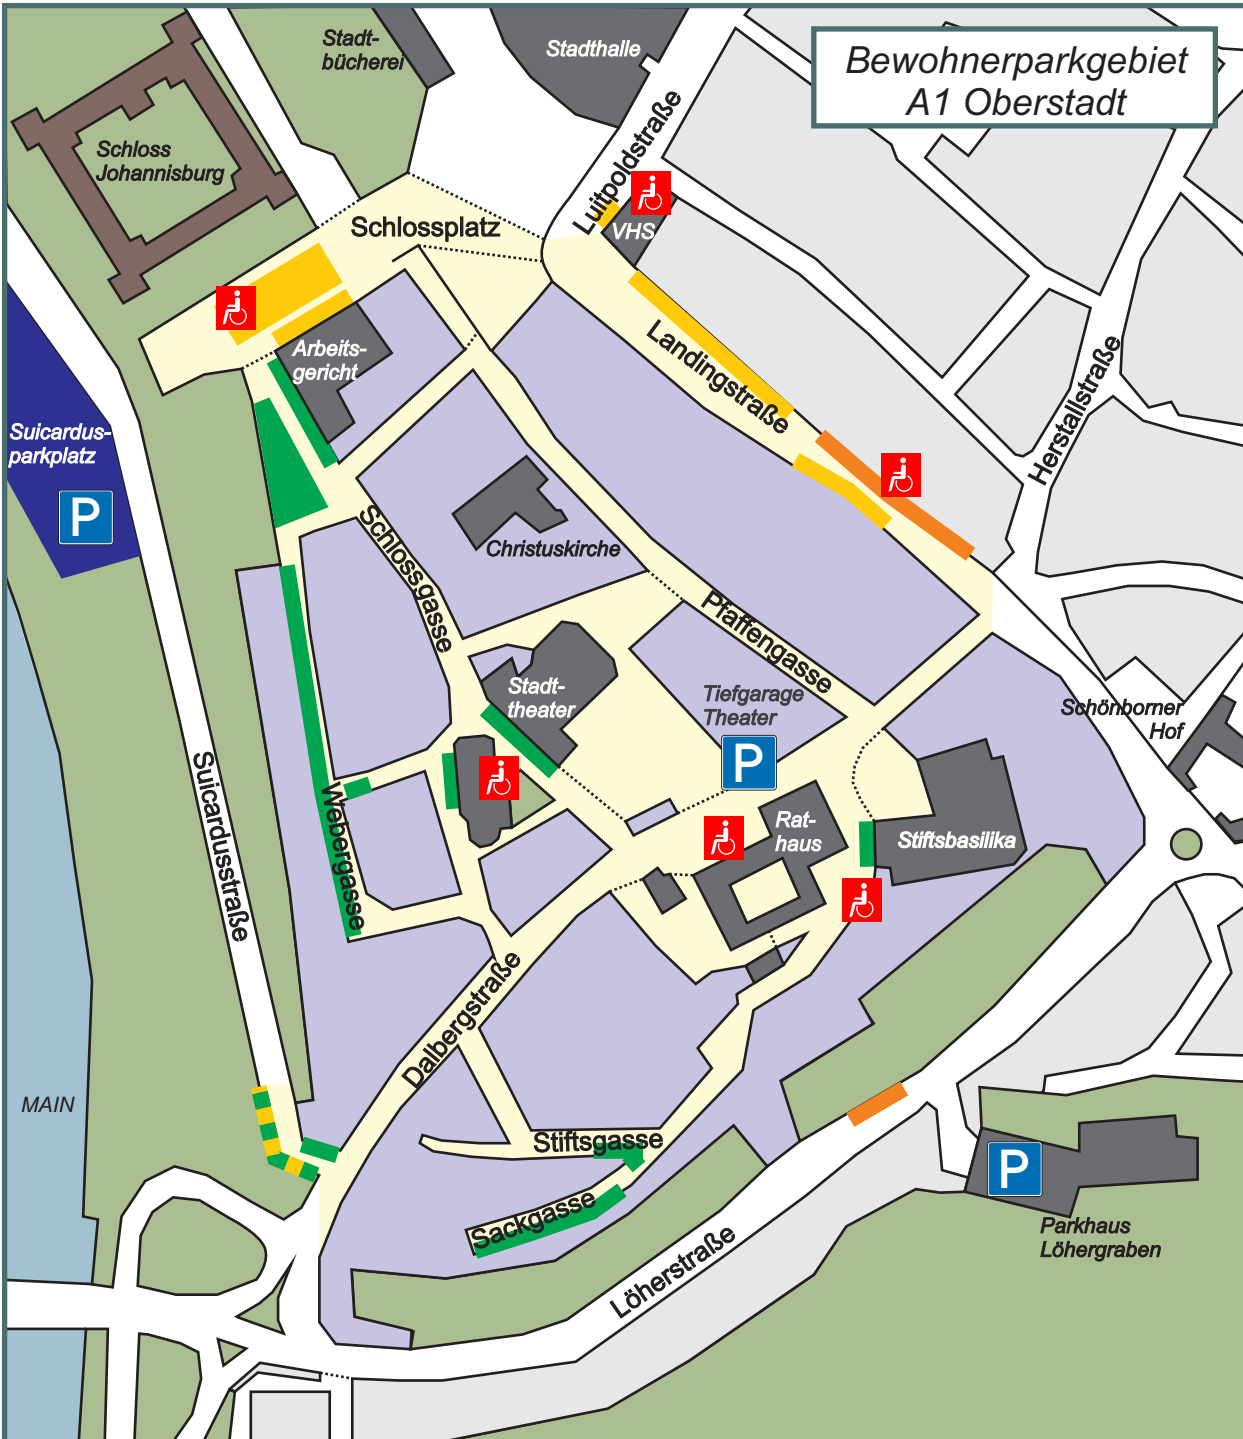 Bewohnerparkgebiet
A1 Oberstadt
Stadt-
bücherei
Stadthalle
Schloss
Johannisburg
Luitpoldstraße
VHS
Schlossplatz
Arbeits-
gericht
Landingstraße
Herstallstraße
Suicardus-
parkplatz
P
Schlossgasse
Christuskirche
Pfaffengasse
Stadt-
theater
Tiefgarage
Theater
P
Schönborner
Hof
Suicardusstraße
Webergasse
Rat-
haus
Stiftsbasilika
Dalbergstraße
MAIN
Stiftsgasse
Sackgasse
P
Parkhaus
Löhergraben
Löherstraße